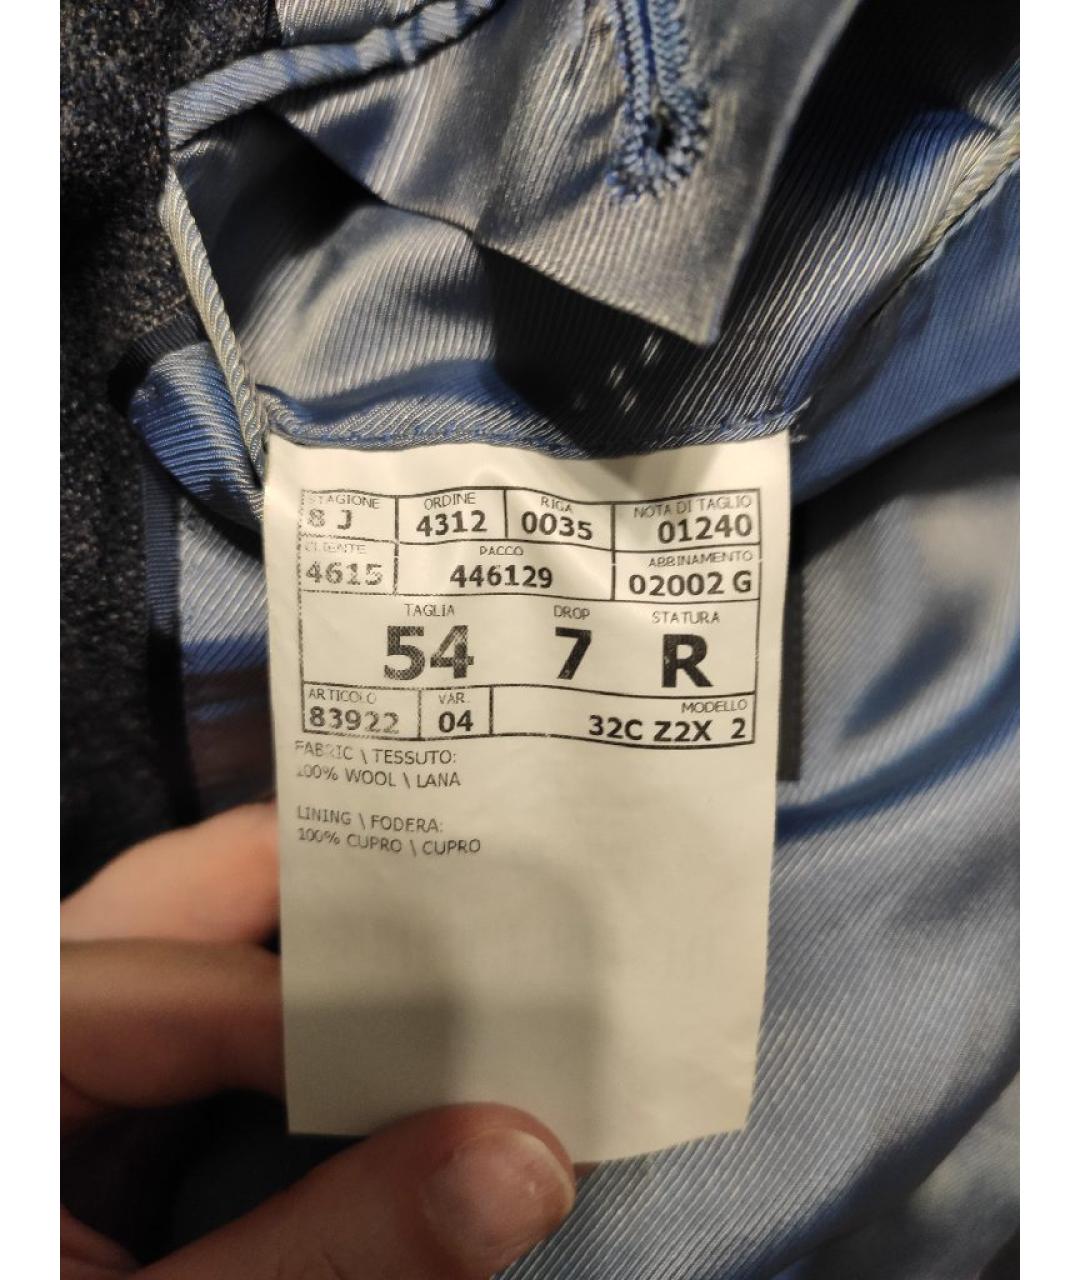 STAGIONE ORDINE RIGA NOTA DI TAGLIO
8 J 4312 0035 01240
CLIENTE PACCO ABBINAMENTO
4615 446129 02002 G
TAGLIA DROP STATURA
54 7 R
ARTICOLO VAR. MODELLO
83922 04 32C Z2X 2
FABRIC \ TESSUTO:
100% WOOL \ LANA
LINING \ FODERA:
100% CUPRO \ CUPRO